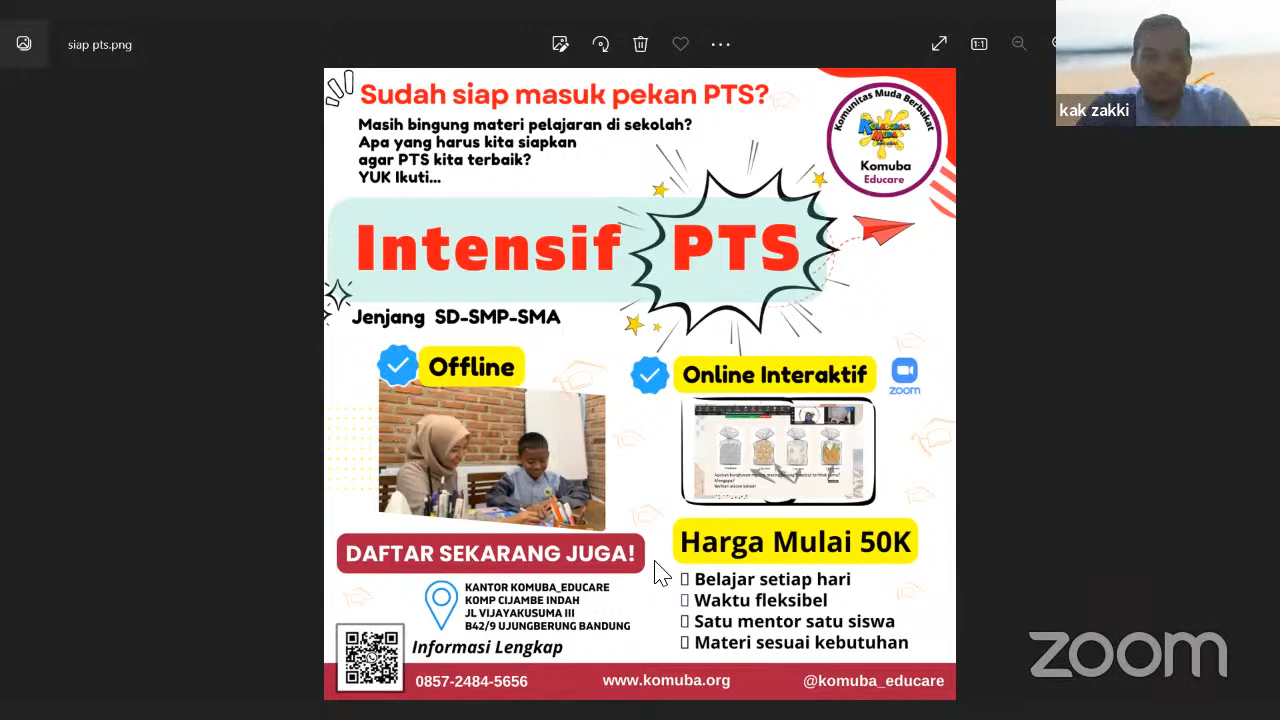 siap pts.png
1:1
kak zakki
Sudah siap masuk pekan PTS?
Masih bingung materi pelajaran di sekolah?
Apa yang harus kita siapkan
agar PTS kita terbaik?
YUK Ikuti...
Komunitas Muda Berbakat
KOLABORASI
MUDA
Komuba
Educare
Intensif PTS
Jenjang SD-SMP-SMA
Offline
Online Interaktif
zoom
DAFTAR SEKARANG JUGA!
Harga Mulai 50K
Belajar setiap hari
Waktu fleksibel
Satu mentor satu siswa
Materi sesuai kebutuhan
KANTOR KOMUBA_EDUCARE
KOMP CIJAMBE INDAH
JL VIJAYAKUSUMA III
B42/9 UJUNGBERUNG BANDUNG
Informasi Lengkap
0857-2484-5656
www.komuba.org
@komuba_educare
zoom